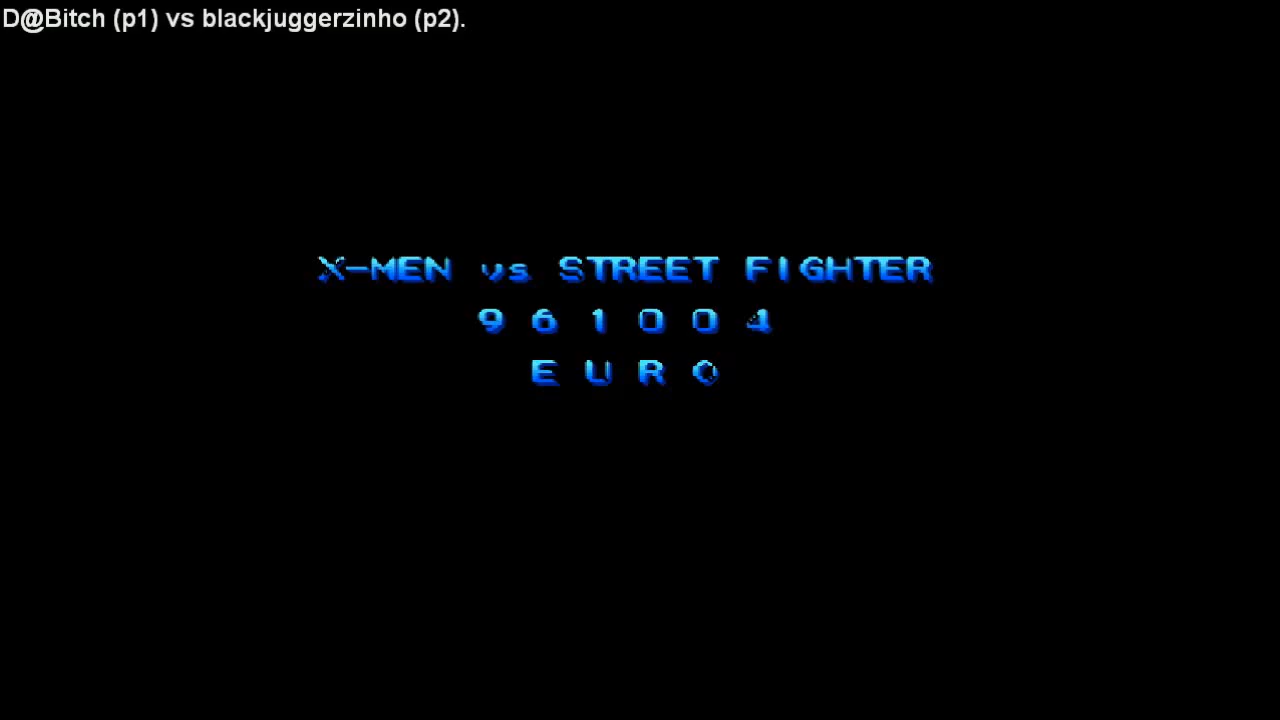 D@Bitch (p1) vs blackjuggerzinho (p2).
X-MEN vs STREET FIGHTER
9 6 1 0 0 4
E U R O